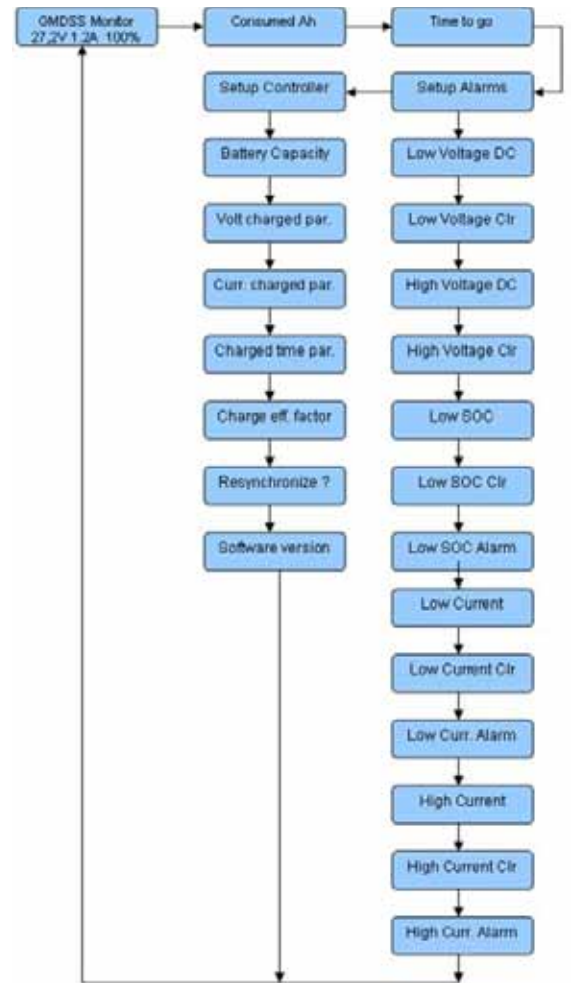 GMDSS Monitor
27,2V 1.2A 100%
Consumed Ah
Time to go
Setup Controller
Setup Alarms
Battery Capacity
Low Voltage DC
Volt charged par.
Low Voltage Clr
Curr. charged par.
High Voltage DC
Charged time par.
High Voltage Clr
Charge eff. factor
Low SOC
Resynchronize ?
Low SOC Clr
Software version
Low SOC Alarm
Low Current
Low Current Clr
Low Curr. Alarm
High Current
High Current Clr
High Curr. Alarm